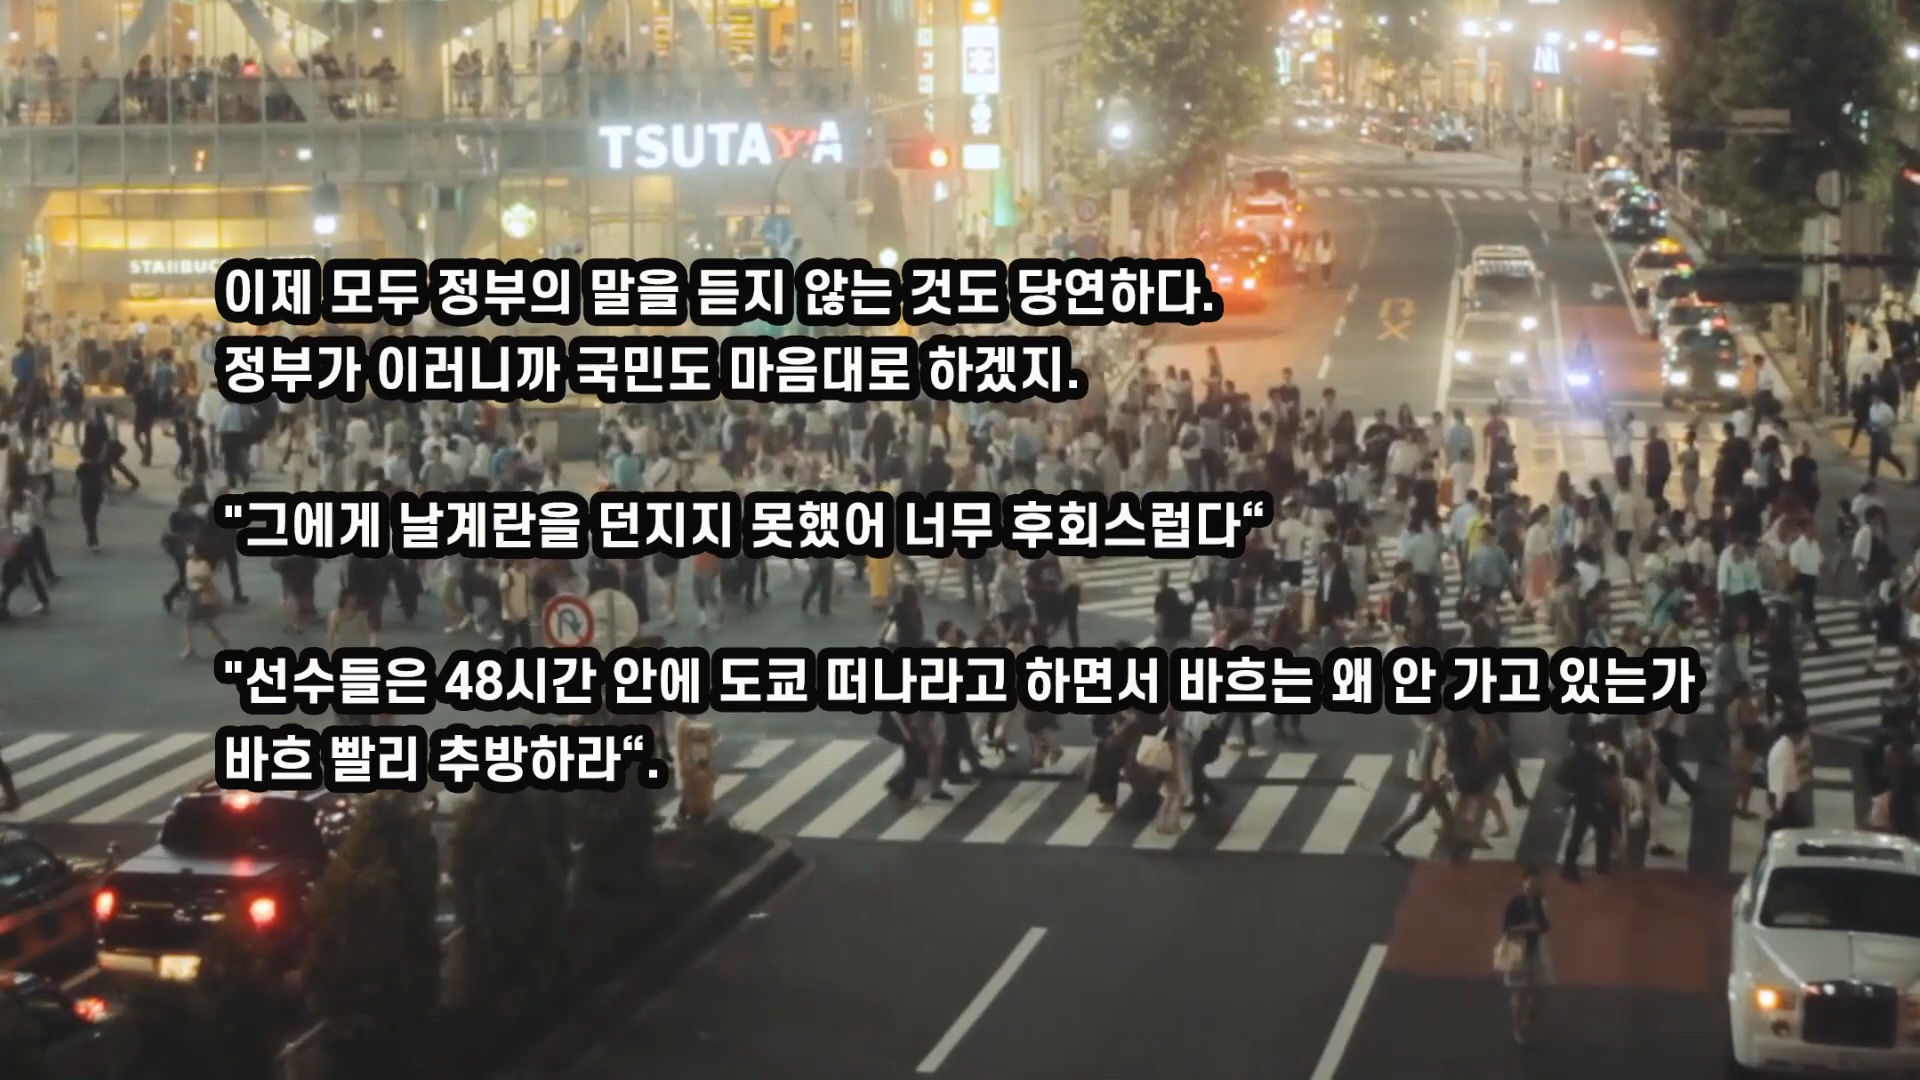 TSUTAYA
STARBUC
이제 모두 정부의 말을 듣지 않는 것도 당연하다.
정부가 이러니까 국민도 마음대로 하겠지.
"그에게 날계란을 던지지 못했어 너무 후회스럽다“
"선수들은 48시간 안에 도쿄 떠나라고 하면서 바흐는 왜 안 가고 있는가
바흐 빨리 추방하라“.